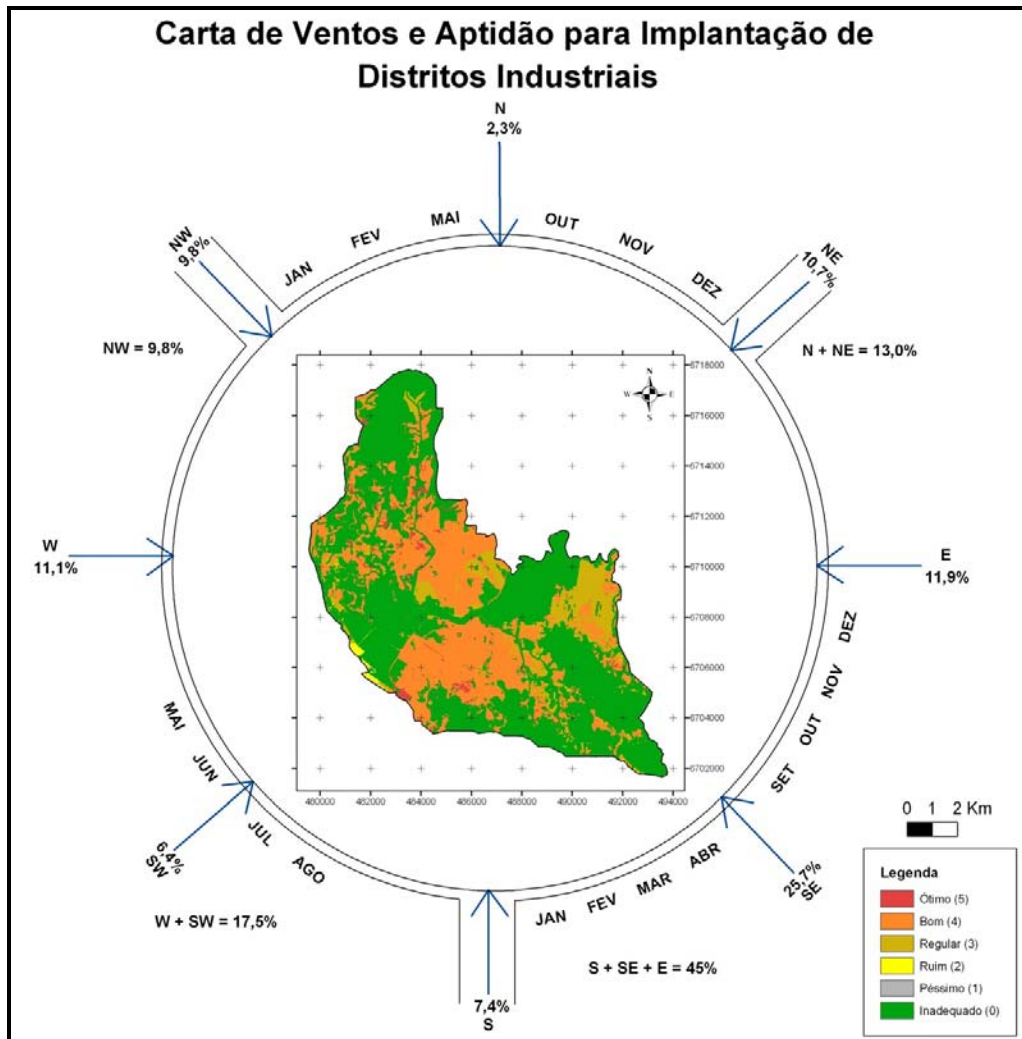 Carta de Ventos e Aptidão para Implantação de
Distritos Industriais
N
2,3%
NW
9,8%
NE
10,7%
JAN
FEV
MAI
OUT
NOV
DEZ
NW = 9,8%
N + NE = 13,0%
N
W
E
S
6718000
6716000
6714000
6712000
6710000
6708000
6706000
6704000
6702000
480000
482000
484000
486000
488000
490000
492000
494000
W
11,1%
E
11,9%
DEZ
NOV
OUT
SET
ABR
MAR
FEV
JAN
MAI
JUN
JUL
AGO
6,4%
SW
25,7%
SE
W + SW = 17,5%
S + SE + E = 45%
7,4%
S
0 1 2 Km
Legenda
Ótimo (5)
Bom (4)
Regular (3)
Ruim (2)
Péssimo (1)
Inadequado (0)